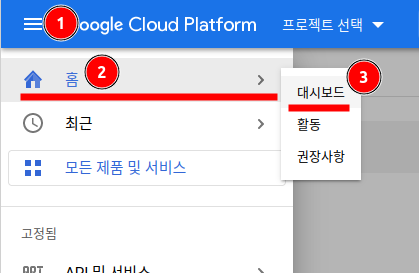 1 Google Cloud Platform 프로젝트 선택
홈 2
3
대시보드
최근
활동
모든 제품 및 서비스
권장사항
고정됨
API 및 서비스